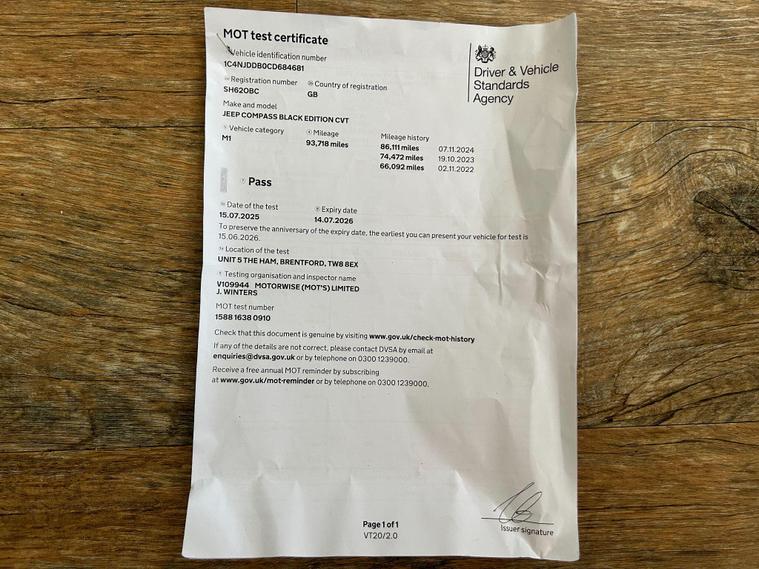 MOT test certificate
Vehicle identification number
1C4NJDDB0CD684681
Registration number
Country of registration
SH62OBC
GB
Make and model
JEEP COMPASS BLACK EDITION CVT
Vehicle category
Mileage
Mileage history
M1
93,718 miles
86,111 miles 07.11.2024
74,472 miles 19.10.2023
66,092 miles 02.11.2022
Pass
Date of the test
Expiry date
15.07.2025
14.07.2026
To preserve the anniversary of the expiry date, the earliest you can present your vehicle for test is
15.06.2026.
Location of the test
UNIT 5 THE HAM, BRENTFORD, TW8 8EX
Testing organisation and inspector name
V109944 MOTORWISE (MOT'S) LIMITED
J. WINTERS
MOT test number
1588 1638 0910
Check that this document is genuine by visiting www.gov.uk/check-mot-history
If any of the details are not correct, please contact DVSA by email at
enquiries@dvsa.gov.uk or by telephone on 0300 1239000.
Receive a free annual MOT reminder by subscribing
at www.gov.uk/mot-reminder or by telephone on 0300 1239000.
Driver & Vehicle
Standards
Agency
Issuer signature
Page 1 of 1
VT20/2.0